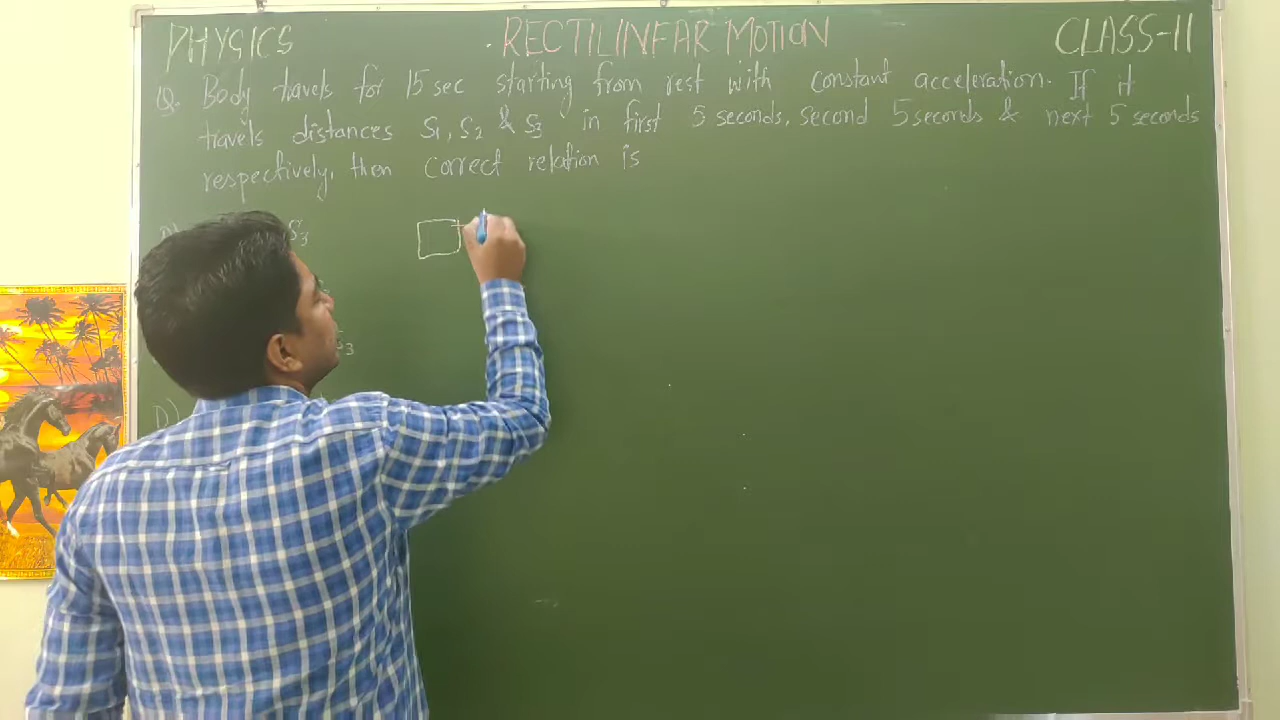 PHYSICS RECTILINEAR MOTION CLASS-11
Q. Body travels for 15 sec starting from rest with constant acceleration. If it
travels distances S1, S2 & S3 in first 5 seconds, second 5 seconds & next 5 seconds
respectively, then correct relation is
S3
3
D)